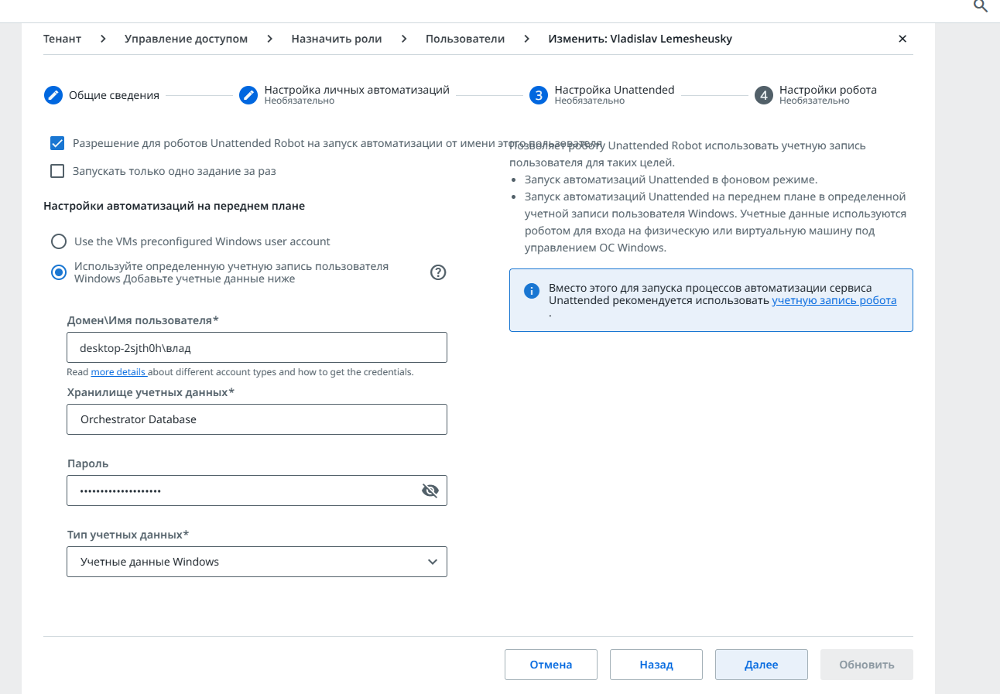 Тенант > Управление доступом > Назначить роли > Пользователи > Изменить: Vladislav Lemesheusky
Общие сведения
Настройка личных автоматизаций
Необязательно
3 Настройка Unattended
Необязательно
4 Настройки робота
Необязательно
Разрешение для роботов Unattended Robot на запуск автоматизации от имени этого пользователя
Запускать только одно задание за раз
Настройки автоматизаций на переднем плане
Use the VMs preconfigured Windows user account
Используйте определенную учетную запись пользователя
Windows Добавьте учетные данные ниже
Домен\Имя пользователя*
desktop-2sjth0h\влад
Read more details about different account types and how to get the credentials.
Хранилище учетных данных*
Orchestrator Database
Пароль
••••••••••••••••••••
Тип учетных данных*
Учетные данные Windows
Позволяет роботу Unattended Robot использовать учетную запись
пользователя для таких целей.
• Запуск автоматизаций Unattended в фоновом режиме.
• Запуск автоматизаций Unattended на переднем плане в определенной
учетной записи пользователя Windows. Учетные данные используются
роботом для входа на физическую или виртуальную машину под
управлением ОС Windows.
Вместо этого для запуска процессов автоматизации сервиса
Unattended рекомендуется использовать учетную запись робота
.
Отмена
Назад
Далее
Обновить